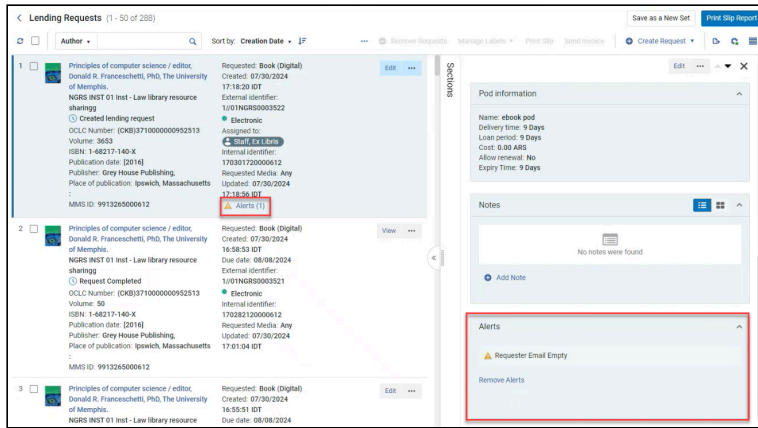 Lending Requests (1 - 50 of 288)
Save as a New Set
Print Slip Report
Author
Sort by: Creation Date
Remove Requests
Manage Labels
Print Slip
Send Invoice
Create Request
1
Principles of computer science / editor,
Donald R. Franceschetti, PhD, The University
of Memphis.
NGRS INST 01 Inst - Law library resource
sharingg
Created lending request
OCLC Number: (CKB)3710000000952513
Volume: 3653
ISBN: 1-68217-140-X
Publication date: [2016]
Publisher: Grey House Publishing,
Place of publication: Ipswich, Massachusetts
:
MMS ID: 9913265000612
Requested: Book (Digital)
Created: 07/30/2024
17:18:20 IDT
External identifier:
1//01NGRS0003522
Electronic
Assigned to:
Staff, Ex Libris
Internal identifier:
170301720000612
Requested Media: Any
Updated: 07/30/2024
17:18:56 IDT
Alerts (1)
Edit
2
Principles of computer science / editor,
Donald R. Franceschetti, PhD, The University
of Memphis.
NGRS INST 01 Inst - Law library resource
sharingg
Request Completed
OCLC Number: (CKB)3710000000952513
Volume: 50
ISBN: 1-68217-140-X
Publication date: [2016]
Publisher: Grey House Publishing,
Place of publication: Ipswich, Massachusetts
:
MMS ID: 9913265000612
Requested: Book (Digital)
Created: 07/30/2024
16:58:53 IDT
Due date: 08/08/2024
External identifier:
1//01NGRS0003521
Electronic
Internal identifier:
170282120000612
Requested Media: Any
Updated: 07/30/2024
17:01:04 IDT
View
3
Principles of computer science / editor,
Donald R. Franceschetti, PhD, The University
of Memphis.
NGRS INST 01 Inst - Law library resource
Requested: Book (Digital)
Created: 07/30/2024
16:55:51 IDT
Due date: 08/08/2024
Edit
Sections
Edit
Pod information
Name: ebook pod
Delivery time: 9 Days
Loan period: 9 Days
Cost: 0.00 ARS
Allow renewal: No
Expiry Time: 9 Days
Notes
No notes were found
Add Note
Alerts
Requester Email Empty
Remove Alerts